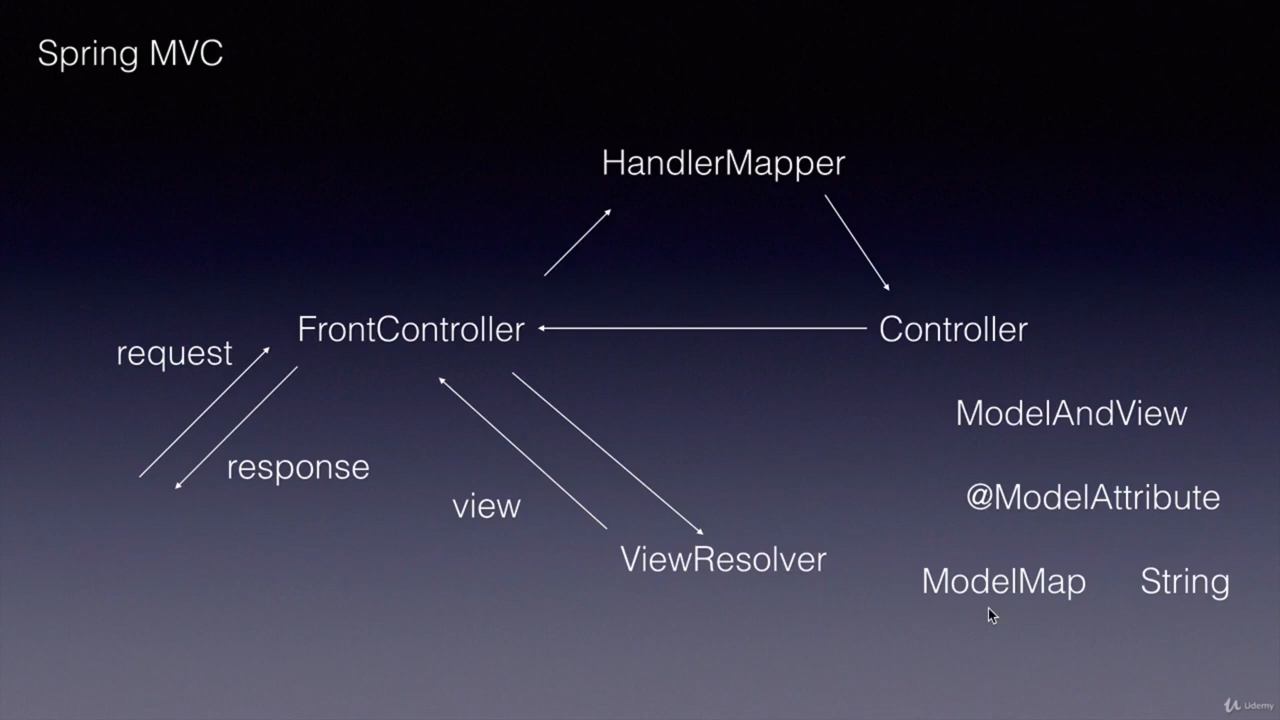 Spring MVC
HandlerMapper
FrontController
Controller
request
ModelAndView
response
@ModelAttribute
view
ViewResolver
ModelMap
String
Udemy